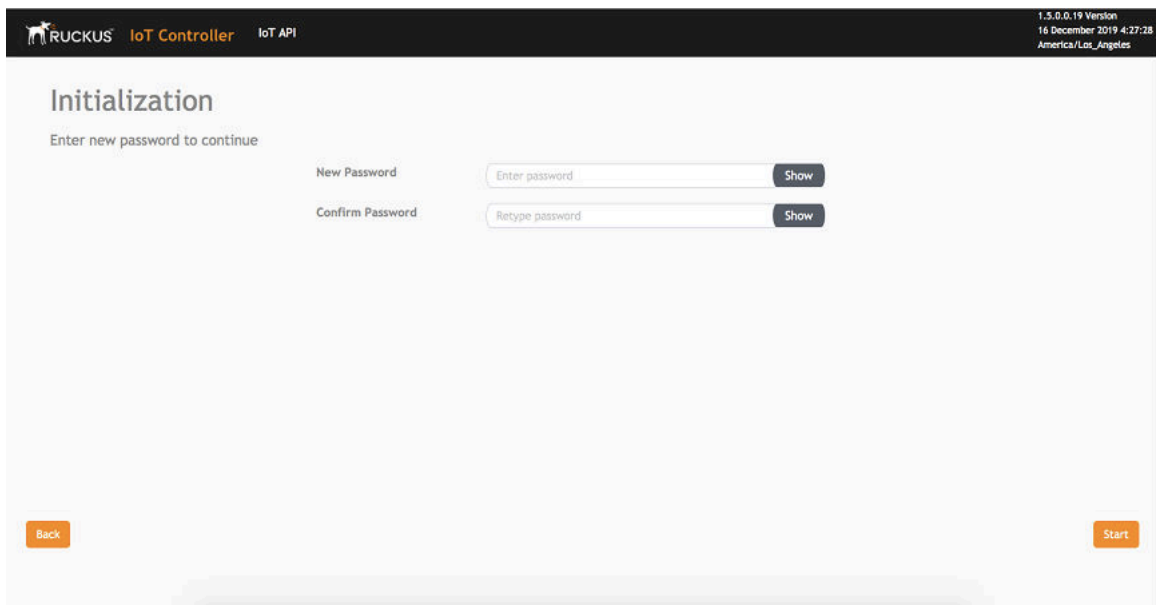 RUCKUS IoT Controller IoT API
1.5.0.0.19 Version
16 December 2019 4:27:28
America/Los_Angeles
Initialization
Enter new password to continue
New Password Enter password Show
Confirm Password Retype password Show
Back Start